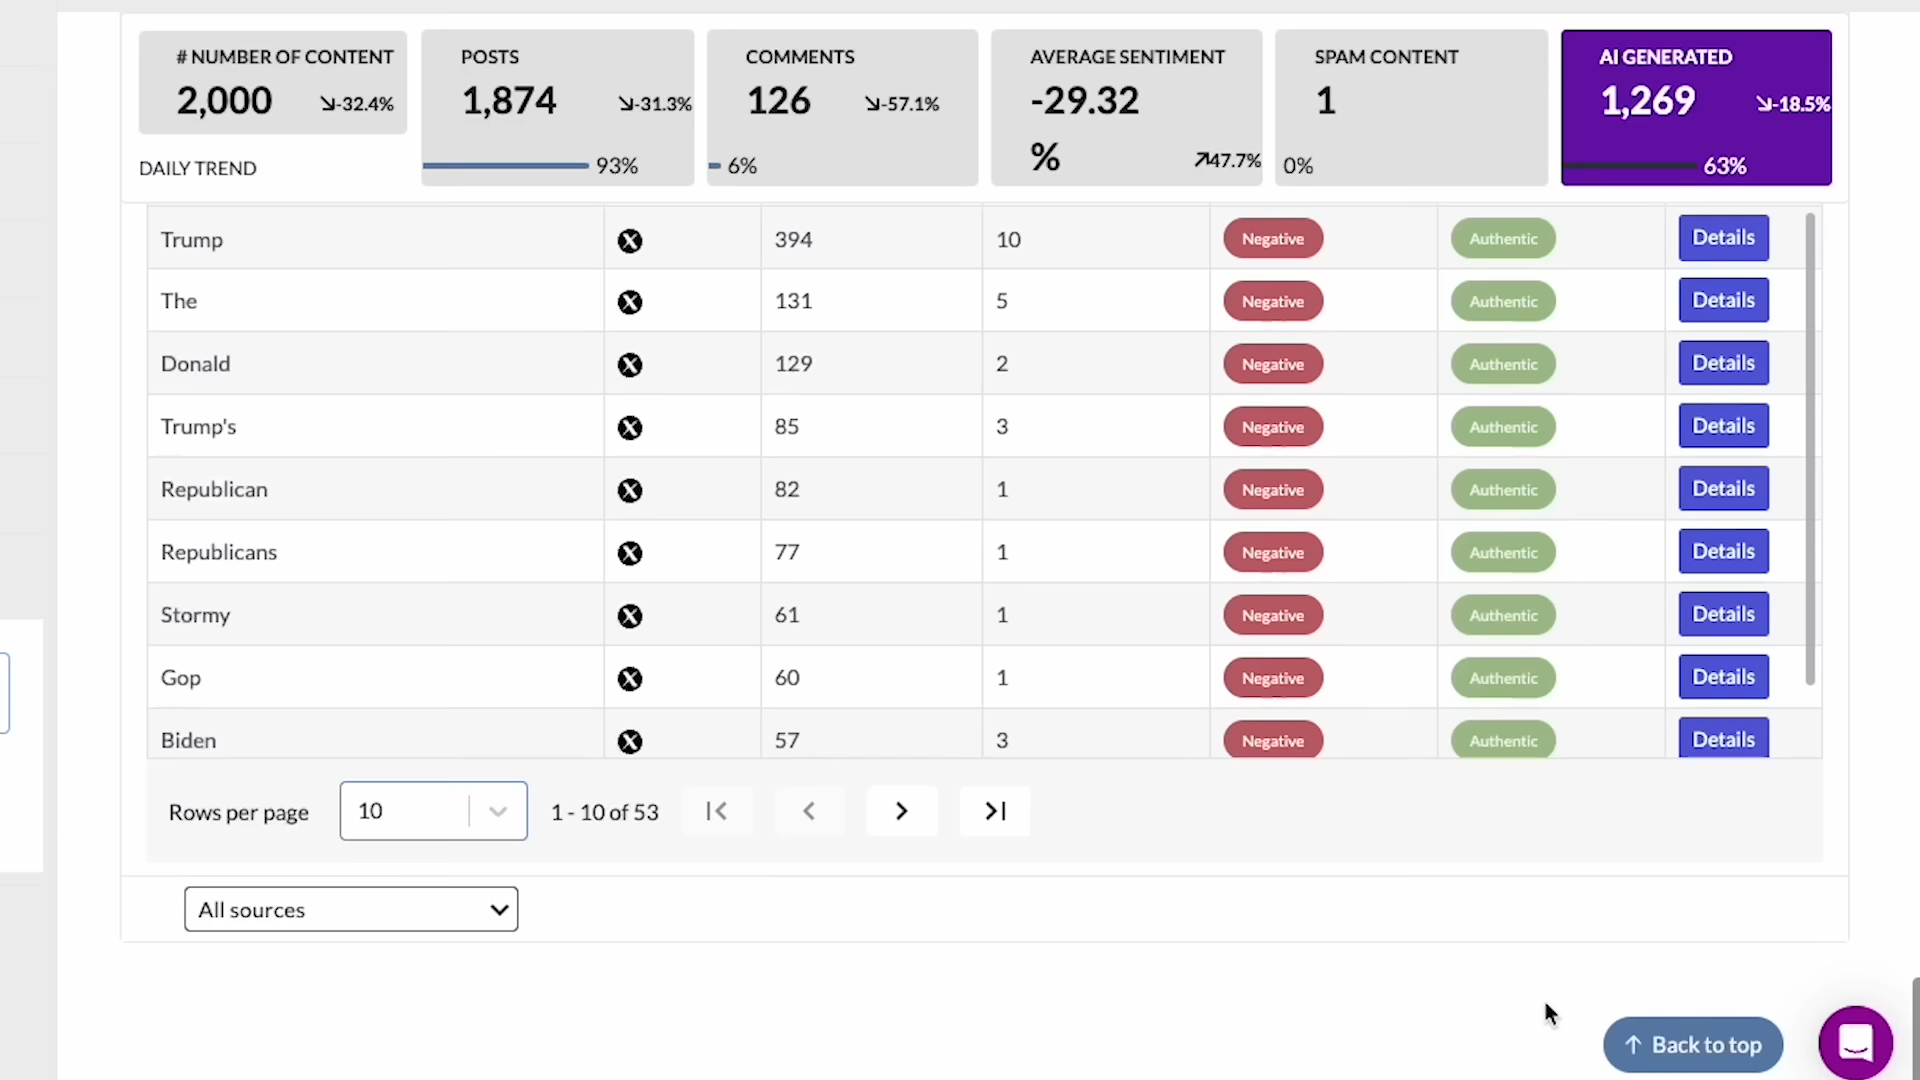 # NUMBER OF CONTENT
2,000 ↘-32.4%
DAILY TREND
POSTS
1,874 ↘-31.3%
93%
COMMENTS
126 ↘-57.1%
6%
AVERAGE SENTIMENT
-29.32
% ↗47.7%
SPAM CONTENT
1
0%
AI GENERATED
1,269 ↘-18.5%
63%
Trump X 394 10 Negative Authentic Details
The X 131 5 Negative Authentic Details
Donald X 129 2 Negative Authentic Details
Trump's X 85 3 Negative Authentic Details
Republican X 82 1 Negative Authentic Details
Republicans X 77 1 Negative Authentic Details
Stormy X 61 1 Negative Authentic Details
Gop X 60 1 Negative Authentic Details
Biden X 57 3 Negative Authentic Details
Rows per page 10 1 - 10 of 53
All sources
↑ Back to top